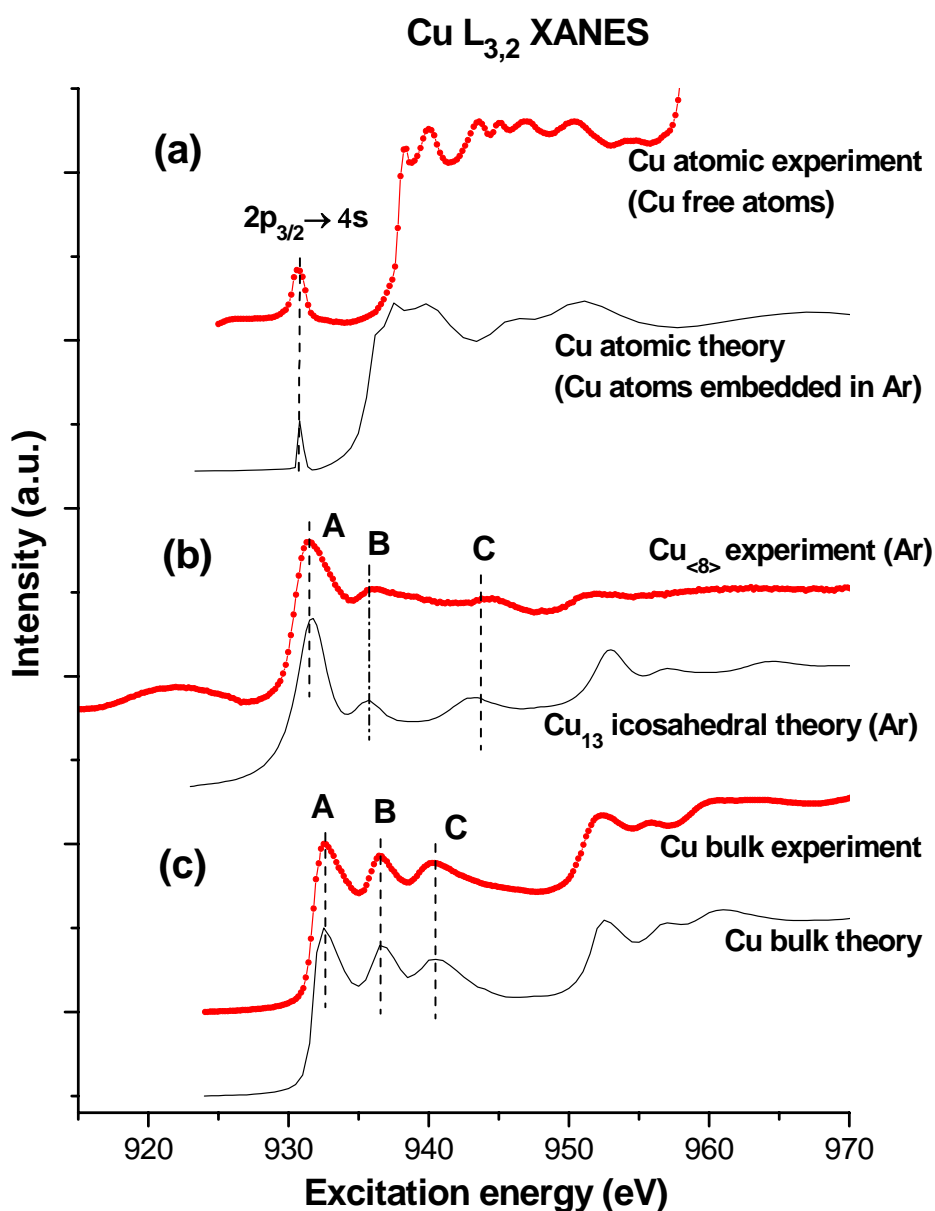 Cu L3,2 XANES
(a)
Cu atomic experiment
(Cu free atoms)
2p3/2→ 4s
Cu atomic theory
(Cu atoms embedded in Ar)
Intensity (a.u.)
(b)
A
B
C
Cu<8> experiment (Ar)
Cu13 icosahedral theory (Ar)
(c)
A
B
C
Cu bulk experiment
Cu bulk theory
920 930 940 950 960 970
Excitation energy (eV)